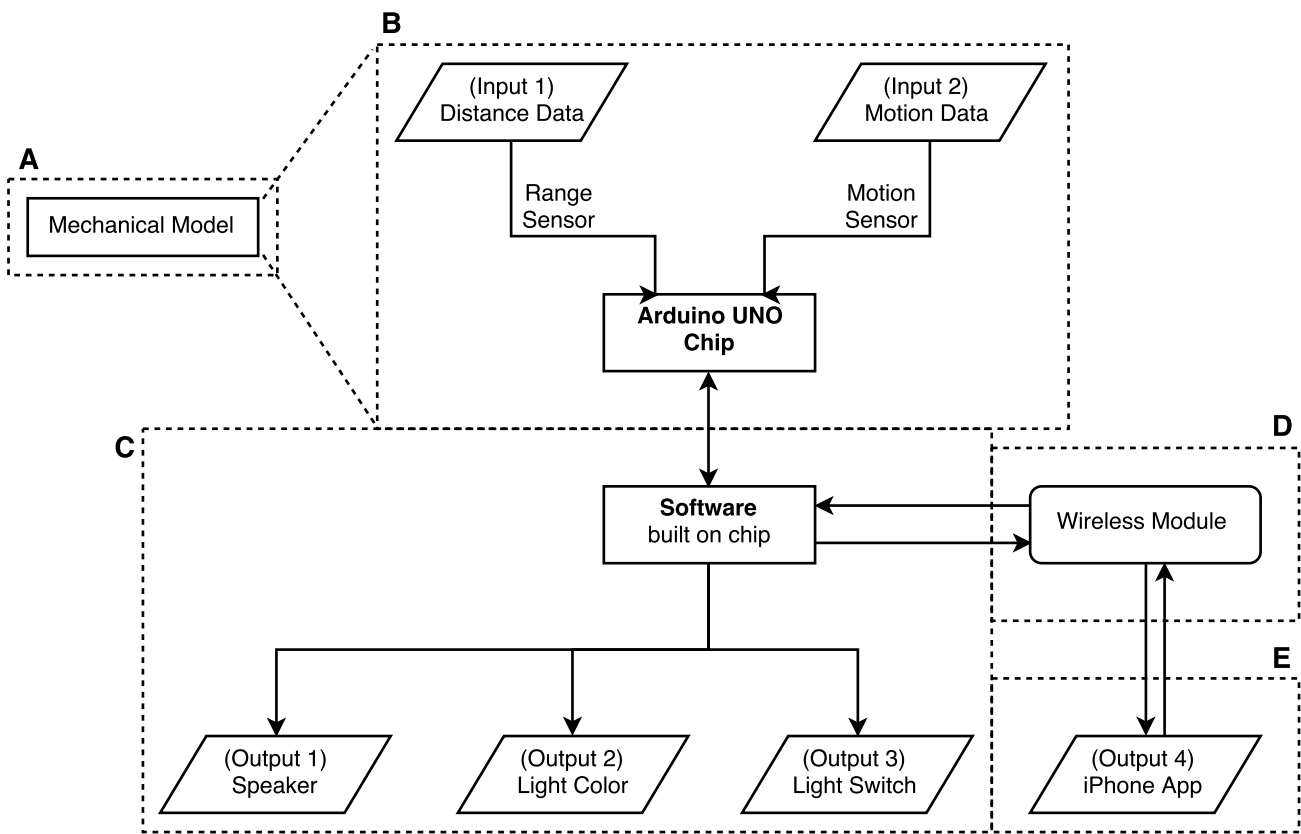 B
(Input 1)
Distance Data
(Input 2)
Motion Data
A
Mechanical Model
Range
Sensor
Motion
Sensor
Arduino UNO
Chip
C
D
Software
built on chip
Wireless Module
E
(Output 1)
Speaker
(Output 2)
Light Color
(Output 3)
Light Switch
(Output 4)
iPhone App